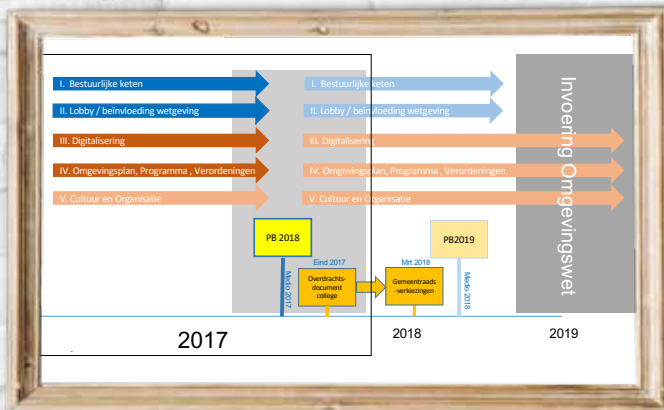 I. Bestuurlijke keten
I. Bestuurlijke keten
II. Lobby / beïnvloeding wetgeving
II. Lobby / beïnvloeding wetgeving
III. Digitalisering
III. Digitalisering
IV. Omgevingsplan, Programma , Verordeningen
IV. Omgevingsplan, Programma , Verordeningen
V. Cultuur en Organisatie
V. Cultuur en Organisatie
Invoering Omgevingswet
PB 2018
PB2019
Medio 2017
Eind 2017
Overdrachts-
document
college
Mrt 2018
Gemeentraads
-verkiezingen
Medio 2018
2017
2018
2019